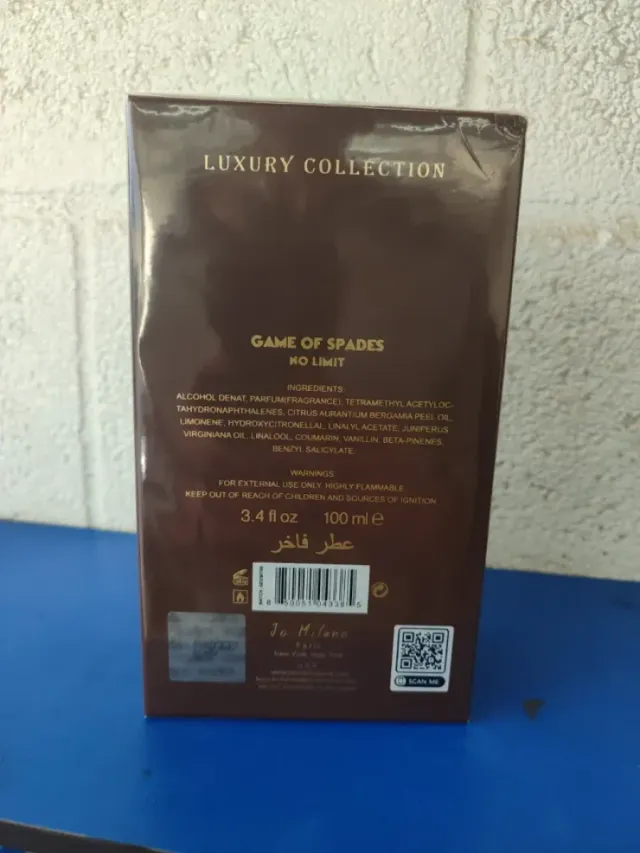 LUXURY COLLECTION
GAME OF SPADES
NO LIMIT
INGREDIENTS:
ALCOHOL DENAT, PARFUM(FRAGRANCE), TETRAMETHYL ACETYLOC-
TAHYDRONAPHTHALENES, CITRUS AURANTIUM BERGAMIA PEEL OIL,
LIMONENE, HYDROXYCITRONELLAL, LINALYL ACETATE, JUNIPERUS
VIRGINIANA OIL, LINALOOL, COUMARIN, VANILLIN, BETA-PINENES,
BENZYL SALICYLATE
WARNINGS
FOR EXTERNAL USE ONLY. HIGHLY FLAMMABLE
KEEP OUT OF REACH OF CHILDREN AND SOURCES OF IGNITION
3.4 fl oz 100 ml e
عطر فاخر
Jo Milano
Paris
U.S.A
SCAN ME